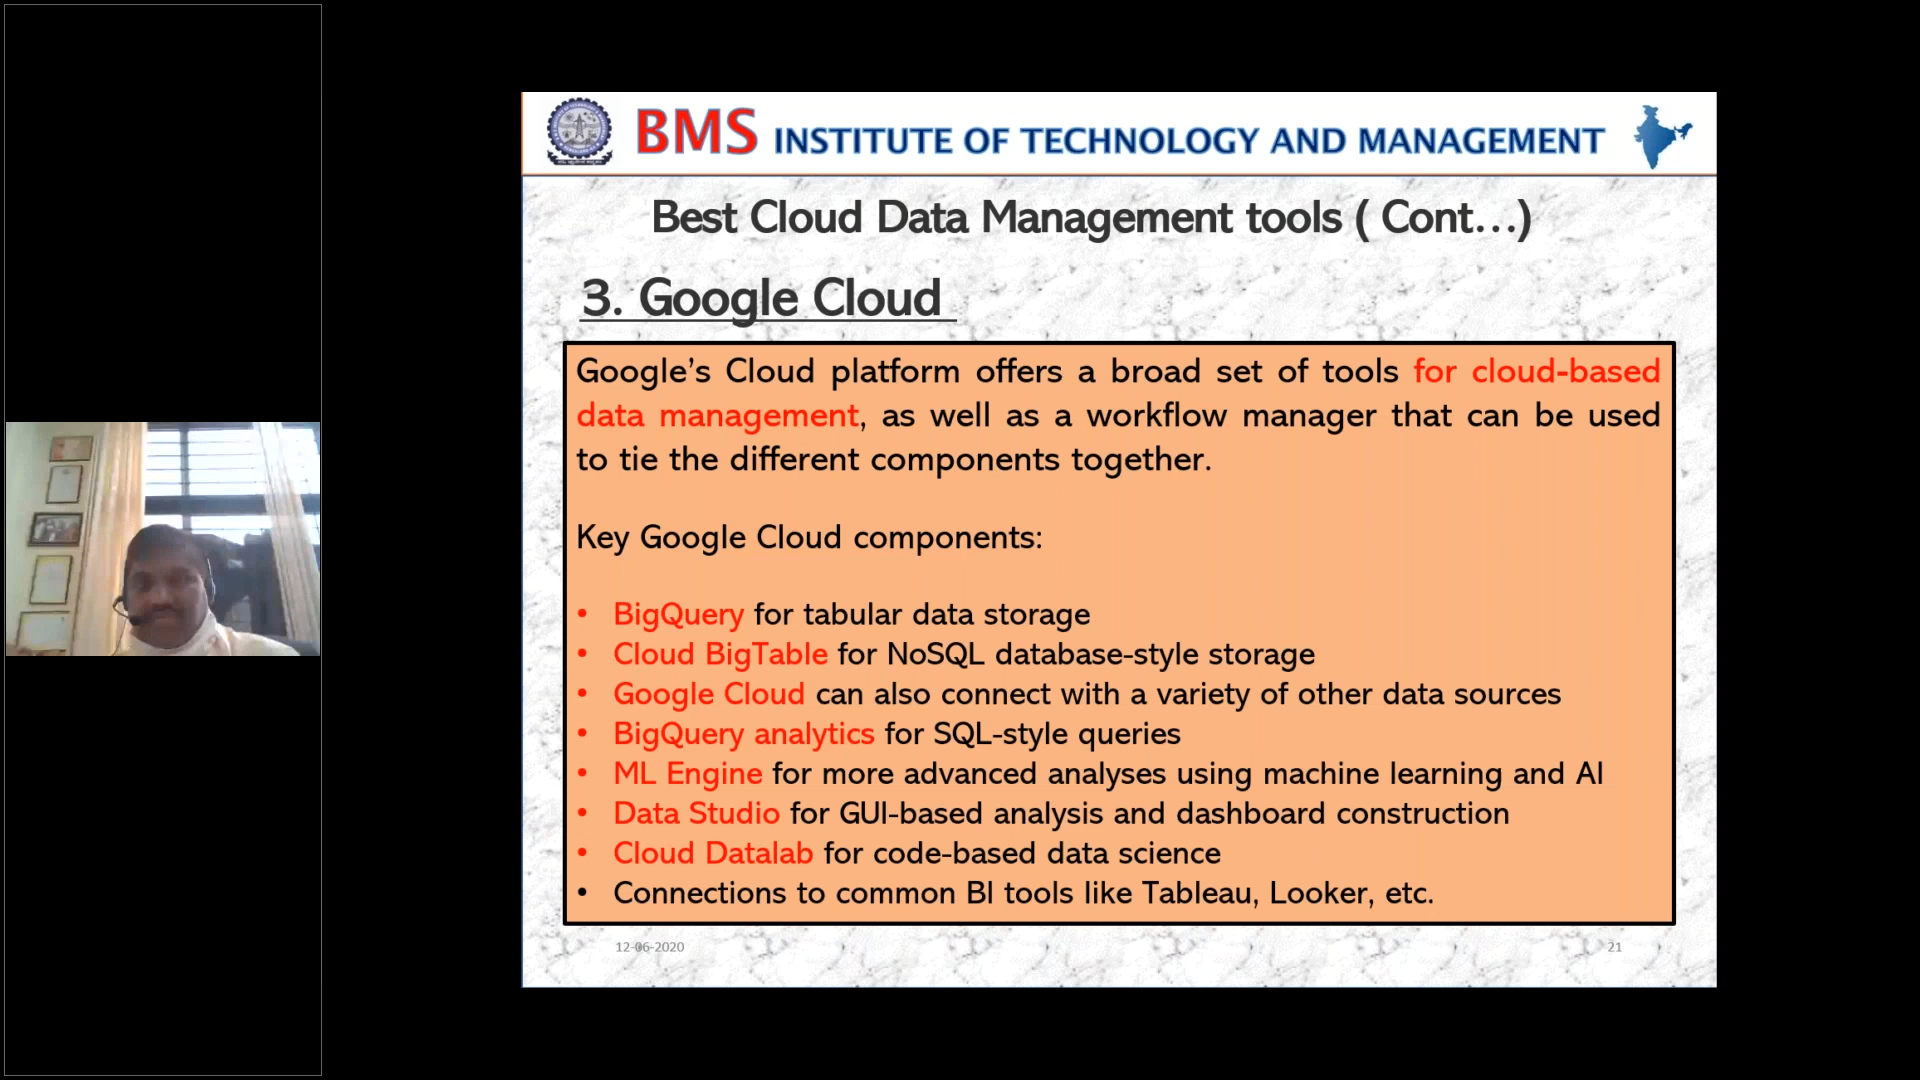 BMS INSTITUTE OF TECHNOLOGY AND MANAGEMENT
Best Cloud Data Management tools ( Cont...)
3. Google Cloud
Google's Cloud platform offers a broad set of tools for cloud-based
data management, as well as a workflow manager that can be used
to tie the different components together.
Key Google Cloud components:
• BigQuery for tabular data storage
• Cloud BigTable for NoSQL database-style storage
• Google Cloud can also connect with a variety of other data sources
• BigQuery analytics for SQL-style queries
• ML Engine for more advanced analyses using machine learning and AI
• Data Studio for GUI-based analysis and dashboard construction
• Cloud Datalab for code-based data science
• Connections to common BI tools like Tableau, Looker, etc.
12-06-2020
21